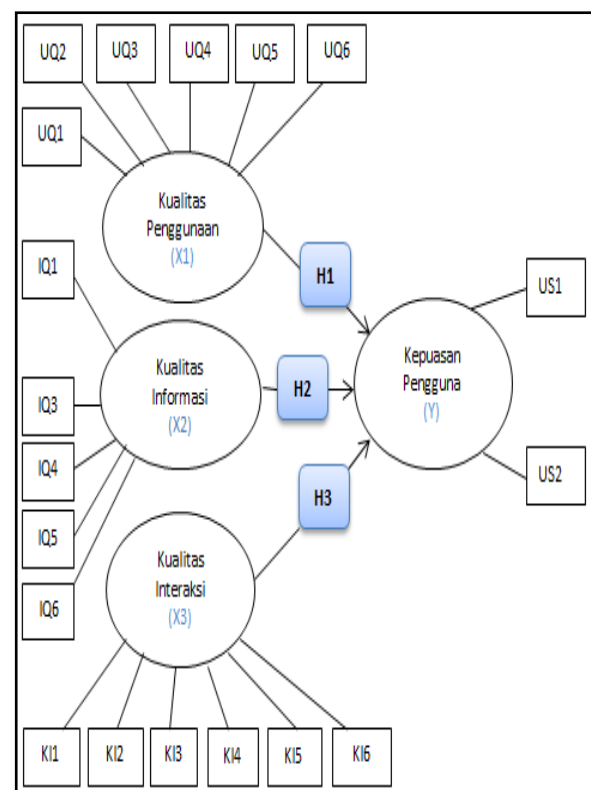 UQ2
UQ3
UQ4
UQ5
UQ6
UQ1
Kualitas
Penggunaan
(X1)
IQ1
H1
US1
Kualitas
Informasi
(X2)
H2
Kepuasan
Pengguna
(Y)
IQ3
IQ4
US2
H3
IQ5
Kualitas
Interaksi
(X3)
IQ6
KI1
KI2
KI3
KI4
KI5
KI6